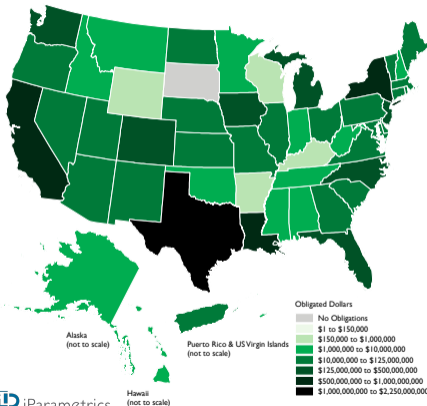 Obligated Dollars
No Obligations
$1 to $150,000
$150,000 to $1,000,000
$1,000,000 to $10,000,000
$10,000,000 to $125,000,000
$125,000,000 to $500,000,000
$500,000,000 to $1,000,000,000
$1,000,000,000 to $2,250,000,000
Alaska
(not to scale)
Puerto Rico & US Virgin Islands
(not to scale)
Hawaii
(not to scale)
iParametrics